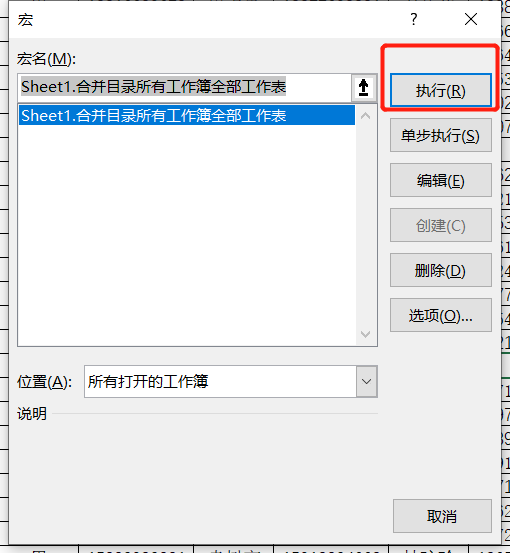 宏
?
宏名(M):
Sheet1.合并目录所有工作簿全部工作表
Sheet1.合并目录所有工作簿全部工作表
执行(R)
单步执行(S)
编辑(E)
创建(C)
删除(D)
选项(O)...
位置(A):
所有打开的工作簿
说明
取消